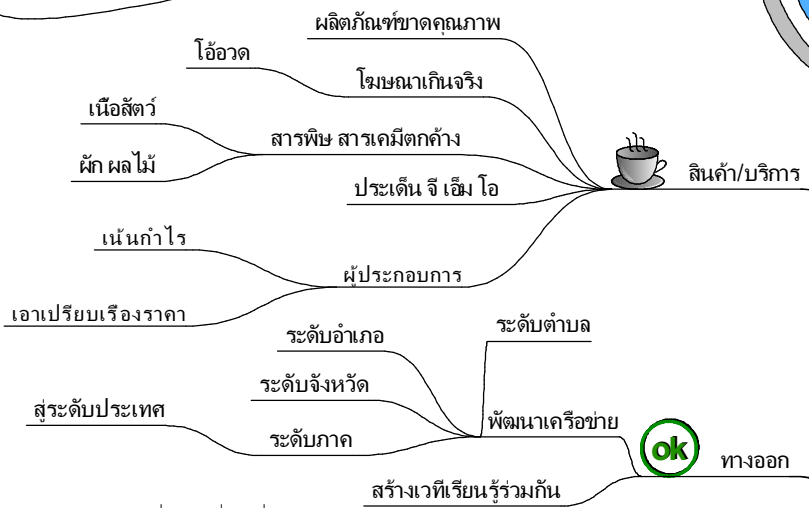 ผลิตภัณฑ์ขาดคุณภาพ
โอ้อวด
โฆษณาเกินจริง
เนื้อสัตว์
สารพิษ สารเคมีตกค้าง
ผัก ผลไม้
สินค้า/บริการ
ประเด็น จี เอ็ม โอ
เน้นกำไร
ผู้ประกอบการ
เอาเปรียบเรื่องราคา
ระดับตำบล
ระดับอำเภอ
ระดับจังหวัด
สู่ระดับประเทศ
พัฒนาเครือข่าย
ระดับภาค
ok
ทางออก
สร้างเวทีเรียนรู้ร่วมกัน